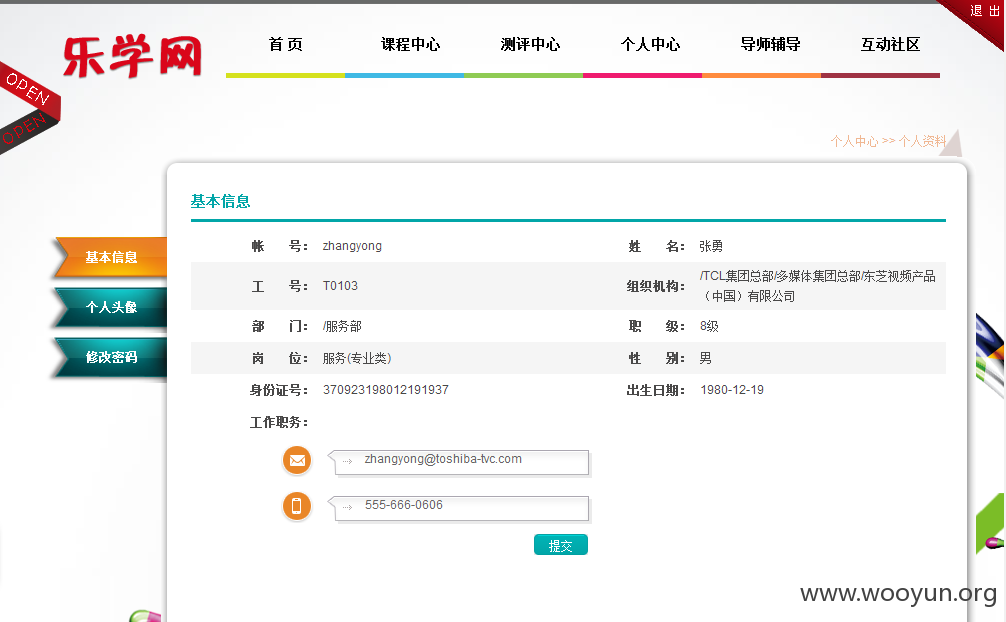 退 出
乐学网
首 页 课程中心 测评中心 个人中心 导师辅导 互动社区
OPEN
OPEN
个人中心 >> 个人资料
基本信息
基本信息
个人头像
修改密码
帐 号： zhangyong 姓 名： 张勇
工 号： T0103 组织机构： /TCL集团总部/多媒体集团总部/东芝视频产品
（中国）有限公司
部 门： /服务部 职 级： 8级
岗 位： 服务(专业类) 性 别： 男
身份证号： 370923198012191937 出生日期： 1980-12-19
工作职务：
zhangyong@toshiba-tvc.com
555-666-0606
提交
www.wooyun.org